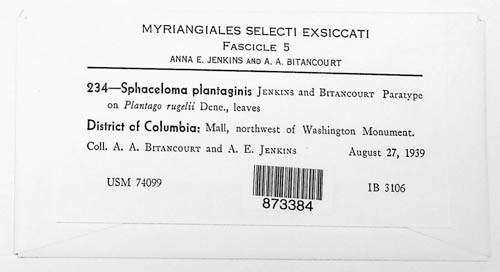 MYRIANGIALES SELECTI EXSICCATI
FASCICLE 5
ANNA E. JENKINS AND A. A. BITANCOURT
234—Sphaceloma plantaginis JENKINS and BITANCOURT Paratype
on Plantago rugelii Dcne., leaves
District of Columbia: Mall, northwest of Washington Monument.
Coll. A. A. BITANCOURT and A. E. JENKINS August 27, 1939
USM 74099 IB 3106
873384